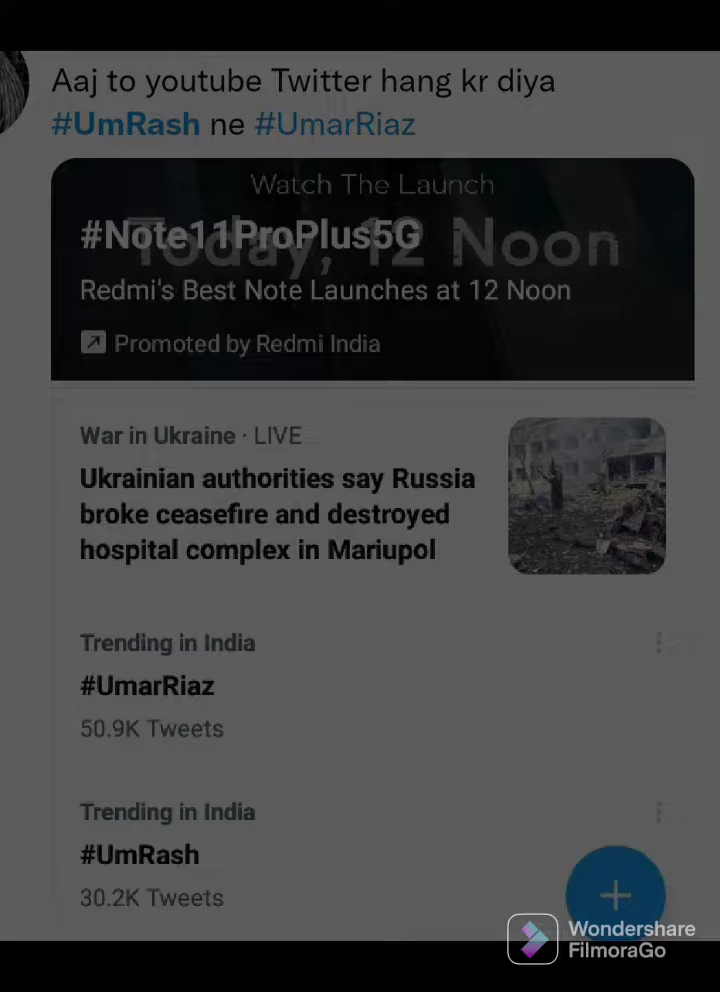 Aaj to youtube Twitter hang kr diya
#UmRash ne #UmarRiaz
Watch The Launch
Today, 12 Noon
#Note11ProPlus5G
Redmi's Best Note Launches at 12 Noon
Promoted by Redmi India
War in Ukraine · LIVE
Ukrainian authorities say Russia
broke ceasefire and destroyed
hospital complex in Mariupol
Trending in India
#UmarRiaz
50.9K Tweets
Trending in India
#UmRash
30.2K Tweets
Wondershare
FilmoraGo